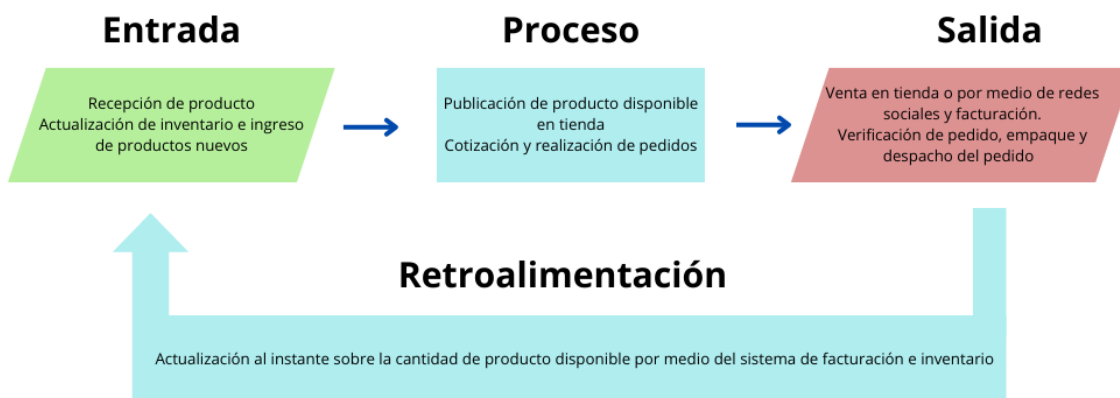 Entrada
Proceso
Salida
Recepción de producto
Actualización de inventario e ingreso
de productos nuevos
Publicación de producto disponible
en tienda
Cotización y realización de pedidos
Venta en tienda o por medio de redes
sociales y facturación.
Verificación de pedido, empaque y
despacho del pedido
Retroalimentación
Actualización al instante sobre la cantidad de producto disponible por medio del sistema de facturación e inventario